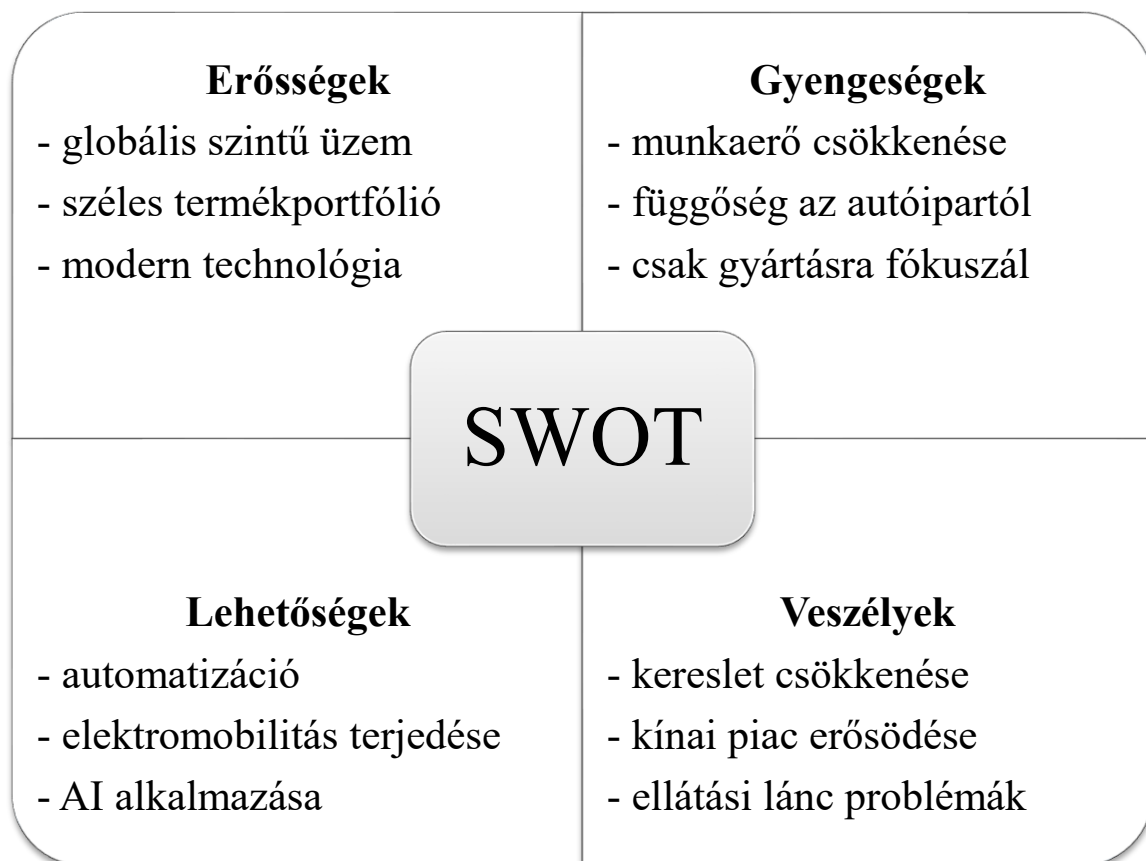 Erősségek
- globális szintű üzem
- széles termékportfólió
- modern technológia
Gyengeségek
- munkaerő csökkenése
- függőség az autóipartól
- csak gyártásra fókuszál
SWOT
Lehetőségek
- automatizáció
- elektromobilitás terjedése
- AI alkalmazása
Veszélyek
- kereslet csökkenése
- kínai piac erősödése
- ellátási lánc problémák